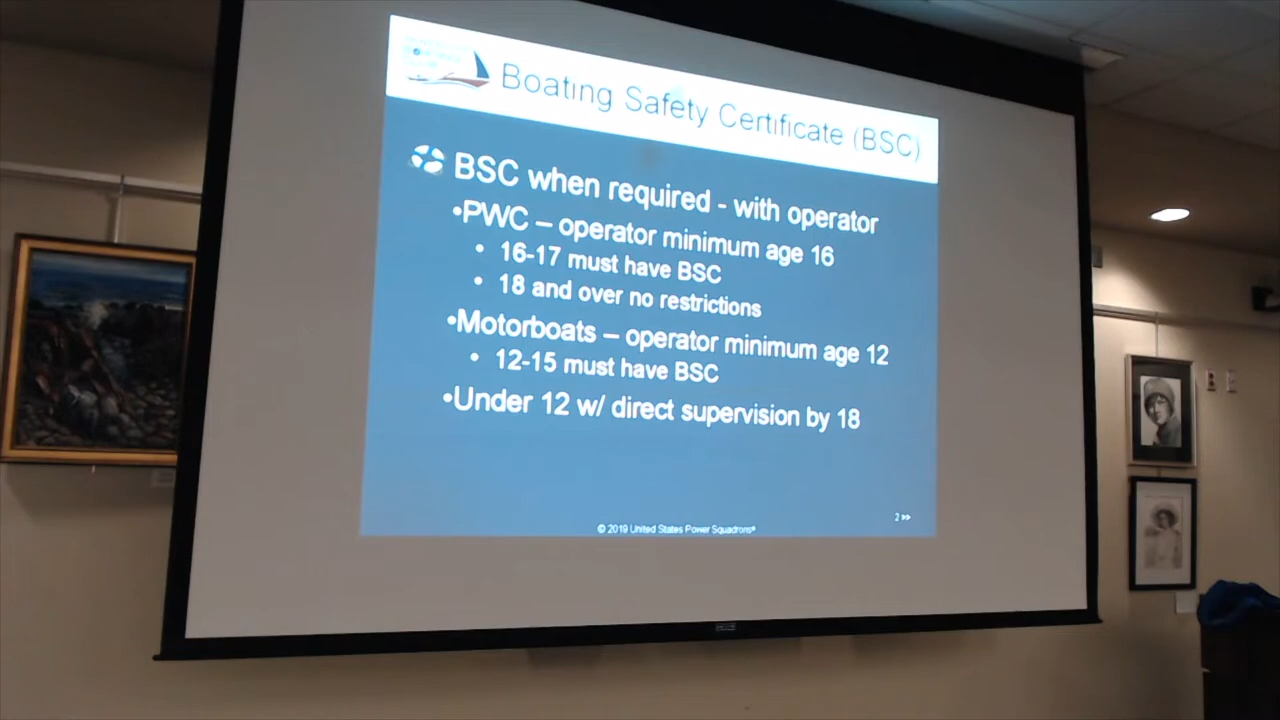 Boating Safety Certificate (BSC)
BSC when required - with operator
•PWC – operator minimum age 16
• 16-17 must have BSC
• 18 and over no restrictions
•Motorboats – operator minimum age 12
• 12-15 must have BSC
•Under 12 w/ direct supervision by 18
2
© 2019 United States Power Squadrons®